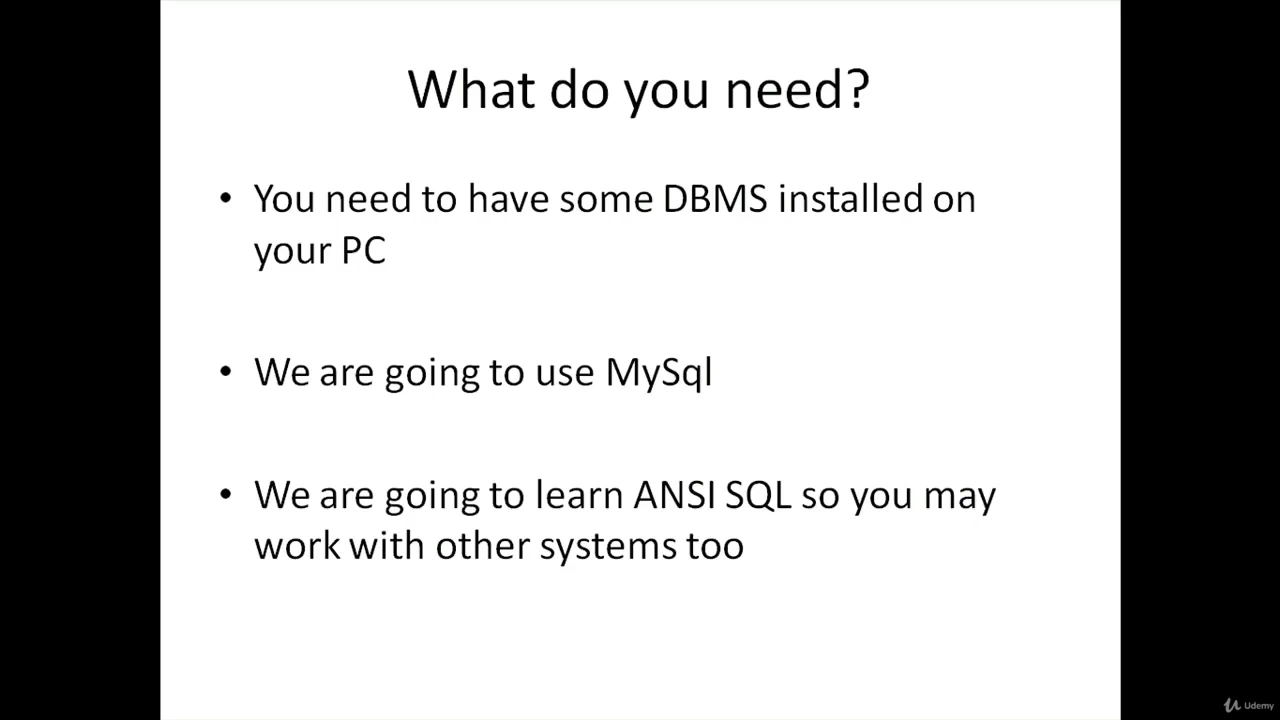 What do you need?
• You need to have some DBMS installed on
your PC
• We are going to use MySql
• We are going to learn ANSI SQL so you may
work with other systems too
Udemy